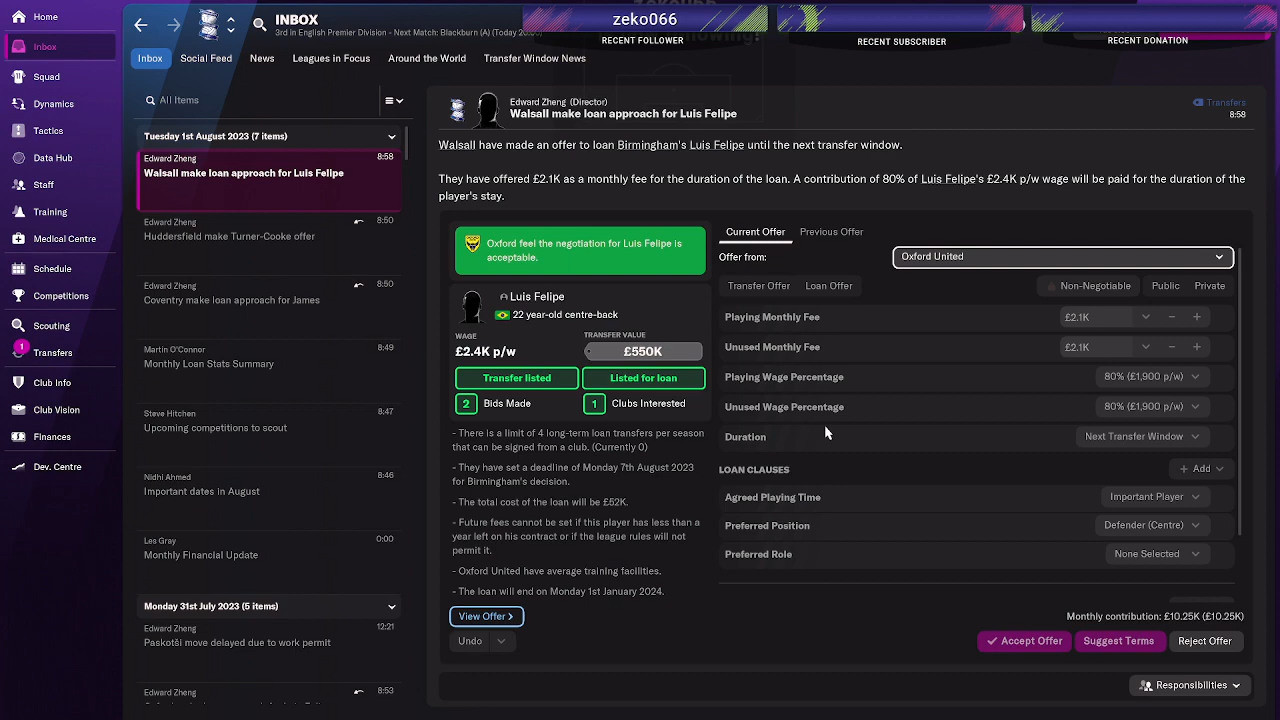 Home
Inbox
Squad
Dynamics
Tactics
Data Hub
Staff
Training
Medical Centre
Schedule
Competitions
Scouting
1
Transfers
Club Info
Club Vision
Finances
Dev. Centre
INBOX
3rd in English Premier Division - Next Match: Blackburn (A) (Today
zeko066
RECENT FOLLOWER
RECENT SUBSCRIBER
RECENT DONATION
Inbox
Social Feed
News
Leagues in Focus
Around the World
Transfer Window News
All Items
Tuesday 1st August 2023 (7 items)
Edward Zheng
8:58
Walsall make loan approach for Luis Felipe
Edward Zheng
8:50
Huddersfield make Turner-Cooke offer
Edward Zheng
8:50
Coventry make loan approach for James
Martin O'Connor
8:49
Monthly Loan Stats Summary
Steve Hitchen
8:47
Upcoming competitions to scout
Nidhi Ahmed
8:46
Important dates in August
Les Gray
0:00
Monthly Financial Update
Monday 31st July 2023 (5 items)
Edward Zheng
12:21
Paskotši move delayed due to work permit
Edward Zheng
8:53
Edward Zheng (Director)
Walsall make loan approach for Luis Felipe
Transfers
8:58
Walsall have made an offer to loan Birmingham's Luis Felipe until the next transfer window.
They have offered £2.1K as a monthly fee for the duration of the loan. A contribution of 80% of Luis Felipe's £2.4K p/w wage will be paid for the duration of the
player's stay.
Oxford feel the negotiation for Luis Felipe is
acceptable.
Luis Felipe
22 year-old centre-back
WAGE
£2.4K p/w
TRANSFER VALUE
£550K
Transfer listed
Listed for loan
2 Bids Made
1 Clubs Interested
- There is a limit of 4 long-term loan transfers per season
that can be signed from a club. (Currently 0)
- They have set a deadline of Monday 7th August 2023
for Birmingham's decision.
- The total cost of the loan will be £52K.
- Future fees cannot be set if this player has less than a
year left on his contract or if the league rules will not
permit it.
- Oxford United have average training facilities.
- The loan will end on Monday 1st January 2024.
View Offer
Undo
Current Offer
Previous Offer
Offer from:
Oxford United
Transfer Offer
Loan Offer
Non-Negotiable
Public
Private
Playing Monthly Fee
£2.1K
Unused Monthly Fee
£2.1K
Playing Wage Percentage
80% (£1,900 p/w)
Unused Wage Percentage
80% (£1,900 p/w)
Duration
Next Transfer Window
LOAN CLAUSES
+ Add
Agreed Playing Time
Important Player
Preferred Position
Defender (Centre)
Preferred Role
None Selected
Monthly contribution: £10.25K (£10.25K)
Accept Offer
Suggest Terms
Reject Offer
Responsibilities